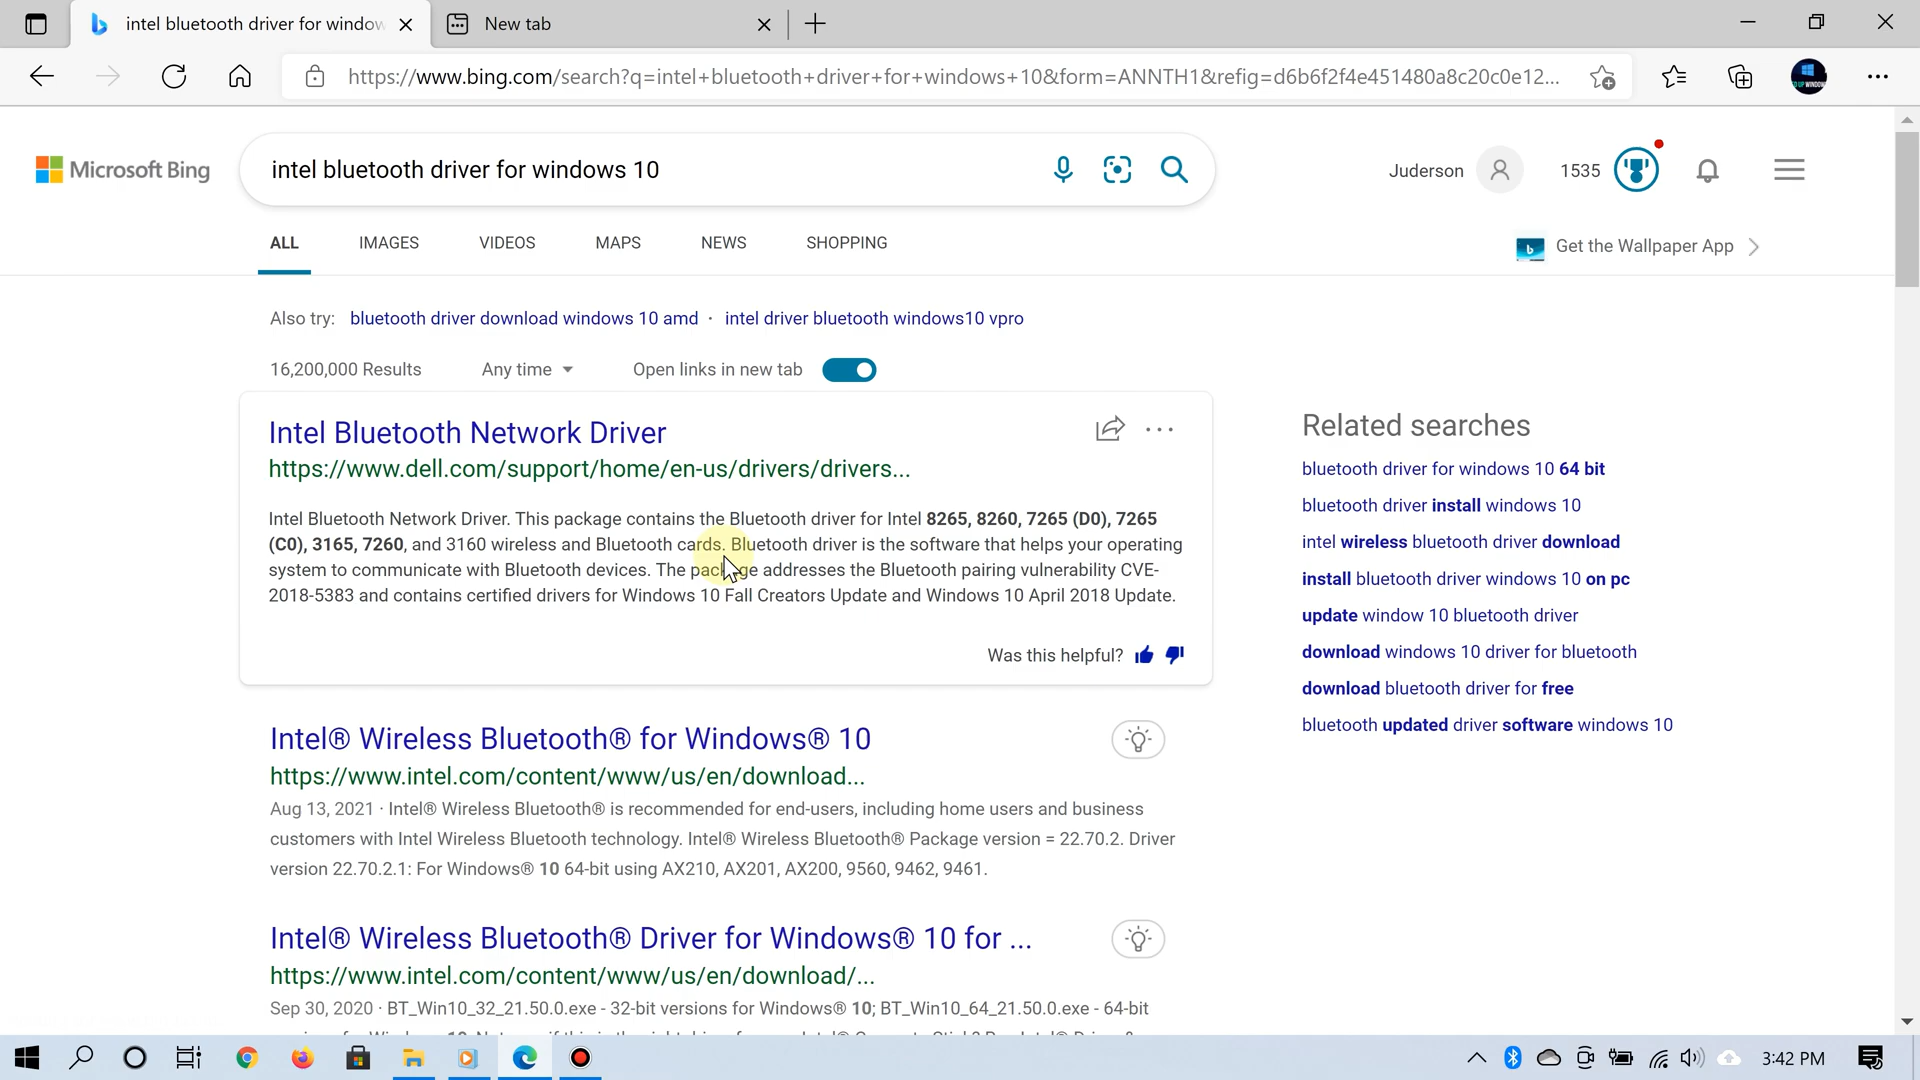 intel bluetooth driver for window
New tab
https://www.bing.com/search?q=intel+bluetooth+driver+for+windows+10&form=ANNTH1&refig=d6b6f2f4e451480a8c20c0e12...
Microsoft Bing
intel bluetooth driver for windows 10
Juderson
1535
ALL IMAGES VIDEOS MAPS NEWS SHOPPING
Get the Wallpaper App
Also try: bluetooth driver download windows 10 amd · intel driver bluetooth windows10 vpro
16,200,000 Results Any time Open links in new tab
Intel Bluetooth Network Driver
https://www.dell.com/support/home/en-us/drivers/drivers...
Intel Bluetooth Network Driver. This package contains the Bluetooth driver for Intel 8265, 8260, 7265 (D0), 7265
(C0), 3165, 7260, and 3160 wireless and Bluetooth cards. Bluetooth driver is the software that helps your operating
system to communicate with Bluetooth devices. The package addresses the Bluetooth pairing vulnerability CVE-
2018-5383 and contains certified drivers for Windows 10 Fall Creators Update and Windows 10 April 2018 Update.
Was this helpful?
Intel® Wireless Bluetooth® for Windows® 10
https://www.intel.com/content/www/us/en/download...
Aug 13, 2021 · Intel® Wireless Bluetooth® is recommended for end-users, including home users and business
customers with Intel Wireless Bluetooth technology. Intel® Wireless Bluetooth® Package version = 22.70.2. Driver
version 22.70.2.1: For Windows® 10 64-bit using AX210, AX201, AX200, 9560, 9462, 9461.
Intel® Wireless Bluetooth® Driver for Windows® 10 for ...
https://www.intel.com/content/www/us/en/download/...
Sep 30, 2020 · BT_Win10_32_21.50.0.exe - 32-bit versions for Windows® 10; BT_Win10_64_21.50.0.exe - 64-bit
Related searches
bluetooth driver for windows 10 64 bit
bluetooth driver install windows 10
intel wireless bluetooth driver download
install bluetooth driver windows 10 on pc
update window 10 bluetooth driver
download windows 10 driver for bluetooth
download bluetooth driver for free
bluetooth updated driver software windows 10
3:42 PM